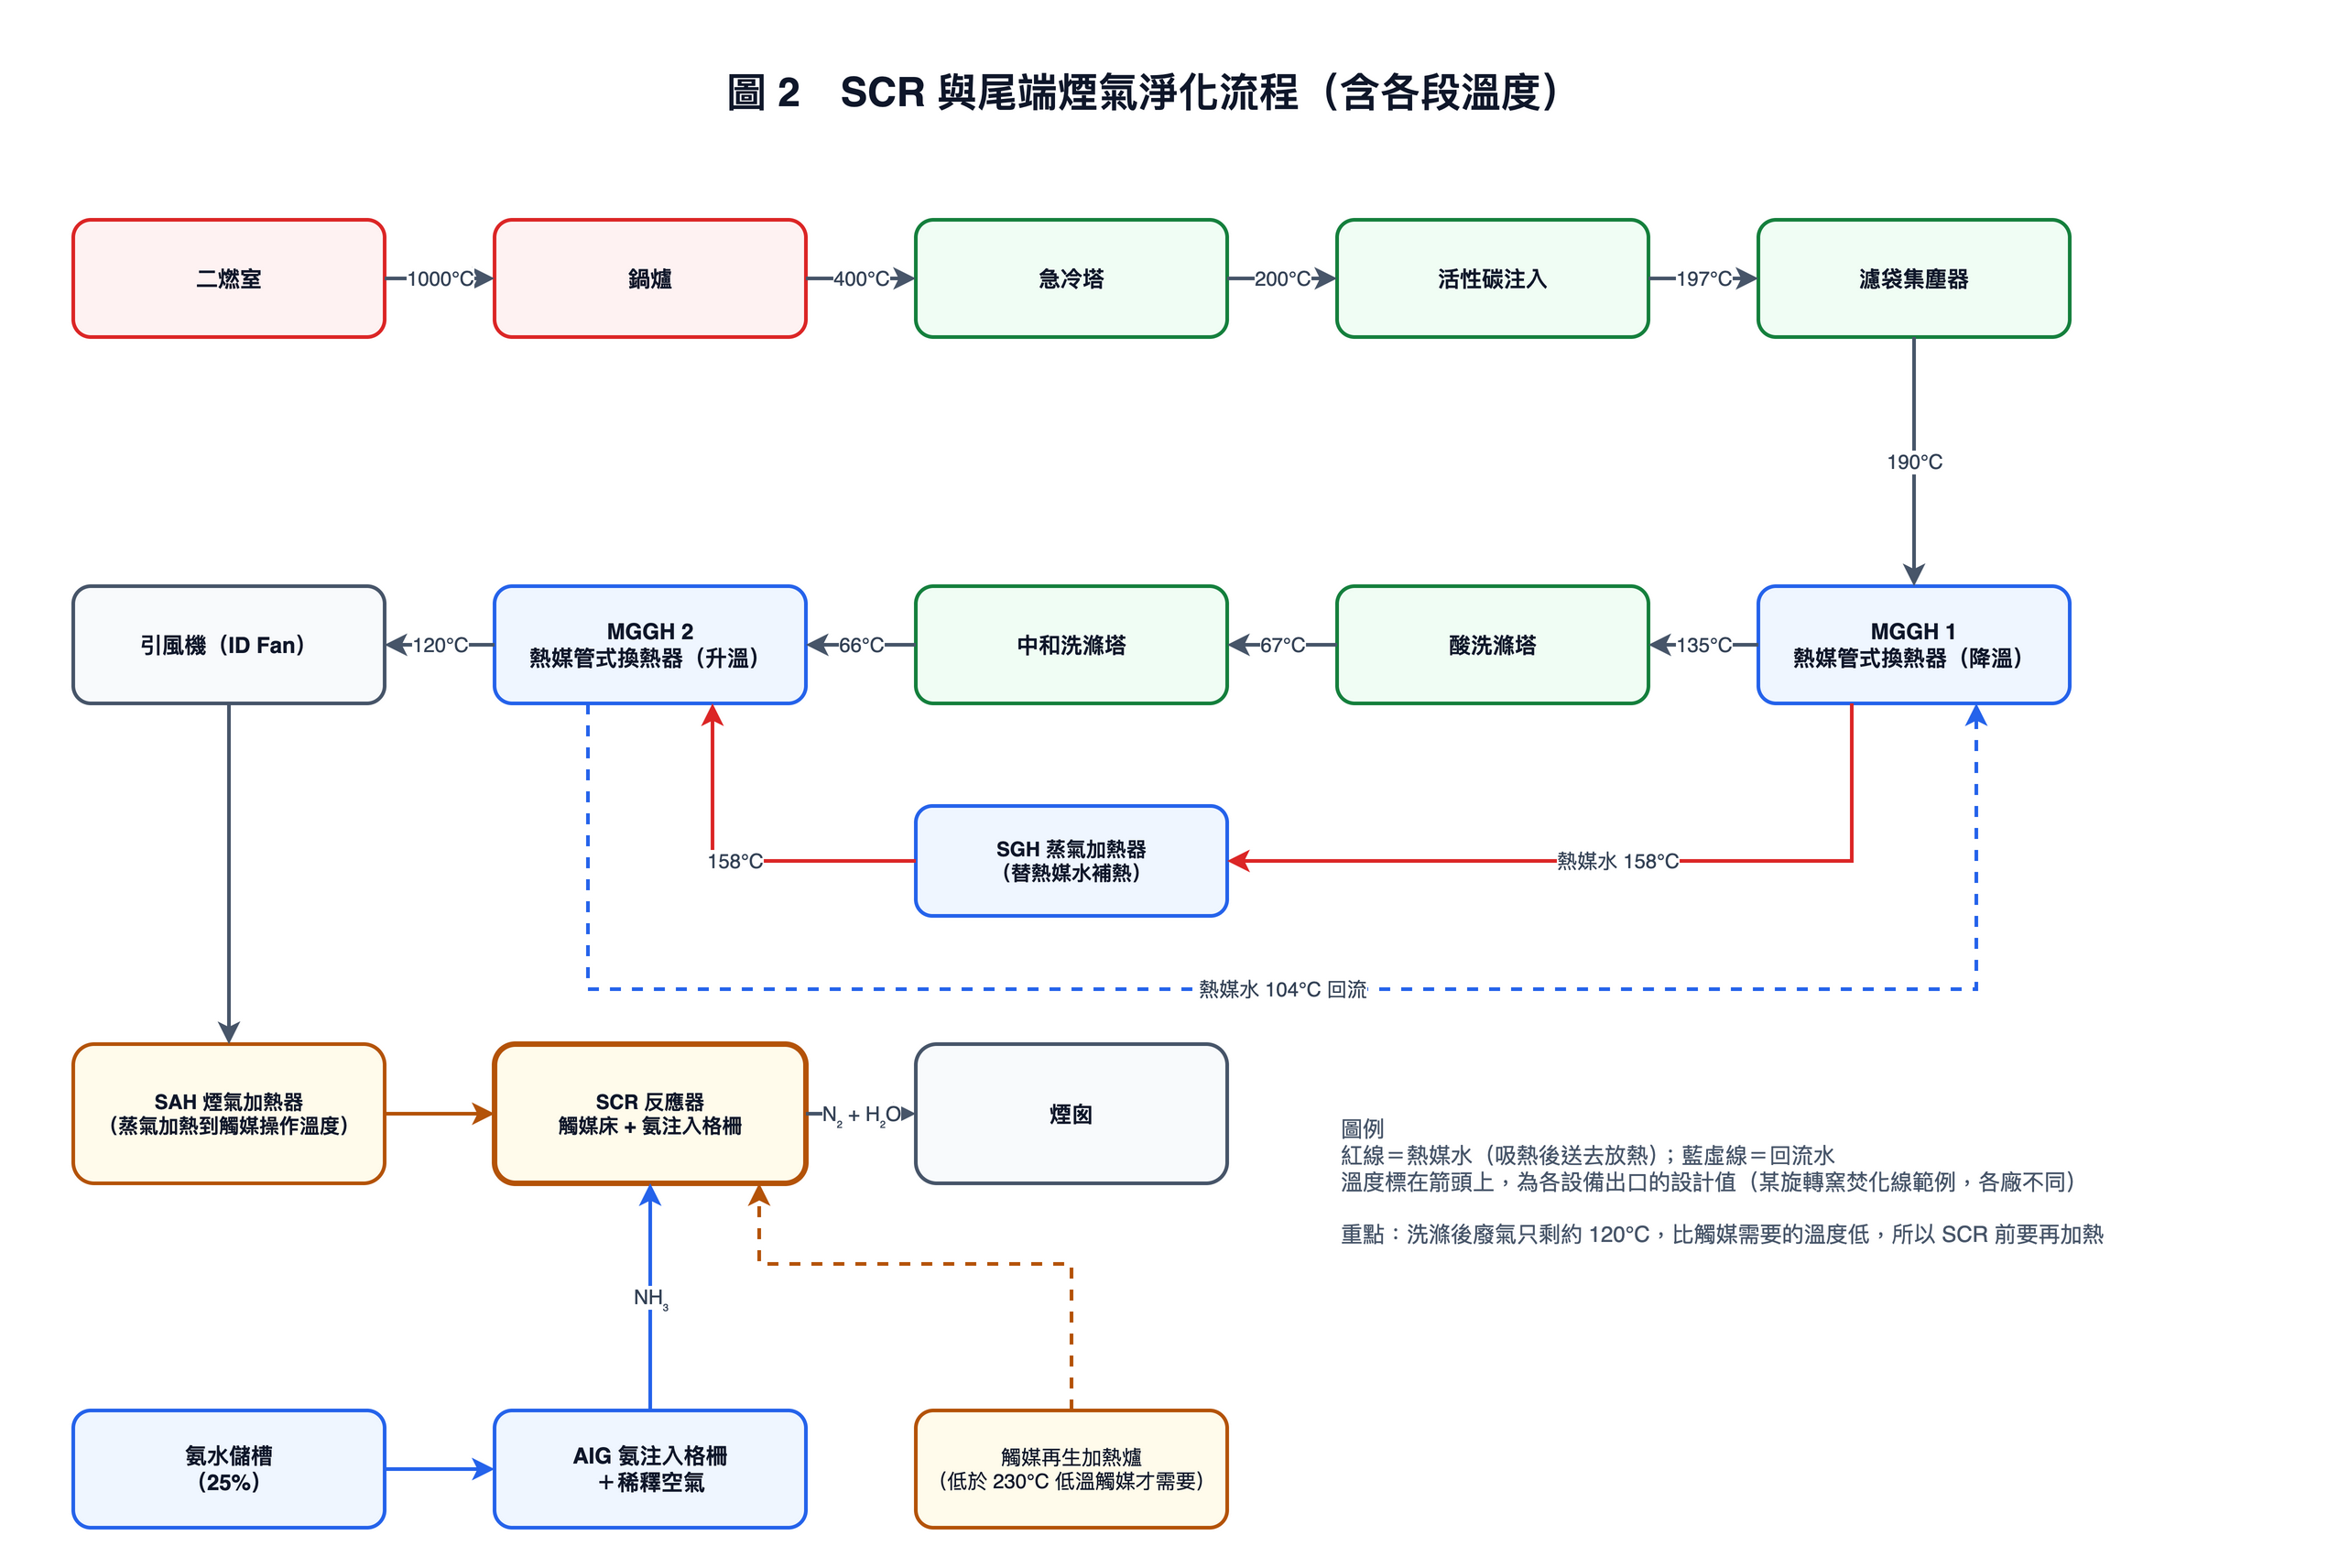 圖 2　SCR 與尾端煙氣淨化流程（含各段溫度）
二燃室
1000°C
鍋爐
400°C
急冷塔
200°C
活性碳注入
197°C
濾袋集塵器
190°C
引風機（ID Fan）
120°C
MGGH 2
熱媒管式換熱器（升溫）
66°C
中和洗滌塔
67°C
酸洗滌塔
135°C
MGGH 1
熱媒管式換熱器（降溫）
158°C
SGH 蒸氣加熱器
（替熱媒水補熱）
熱媒水 158°C
熱媒水 104°C 回流
SAH 煙氣加熱器
（蒸氣加熱到觸媒操作溫度）
SCR 反應器
觸媒床 + 氨注入格柵
N₂ + H₂O
煙囪
圖例
紅線＝熱媒水（吸熱後送去放熱）；藍虛線＝回流水
溫度標在箭頭上，為各設備出口的設計值（某旋轉窯焚化線範例，各廠不同）
重點：洗滌後廢氣只剩約 120°C，比觸媒需要的溫度低，所以 SCR 前要再加熱
NH₃
氨水儲槽
（25%）
AIG 氨注入格柵
＋稀釋空氣
觸媒再生加熱爐
（低於 230°C 低溫觸媒才需要）